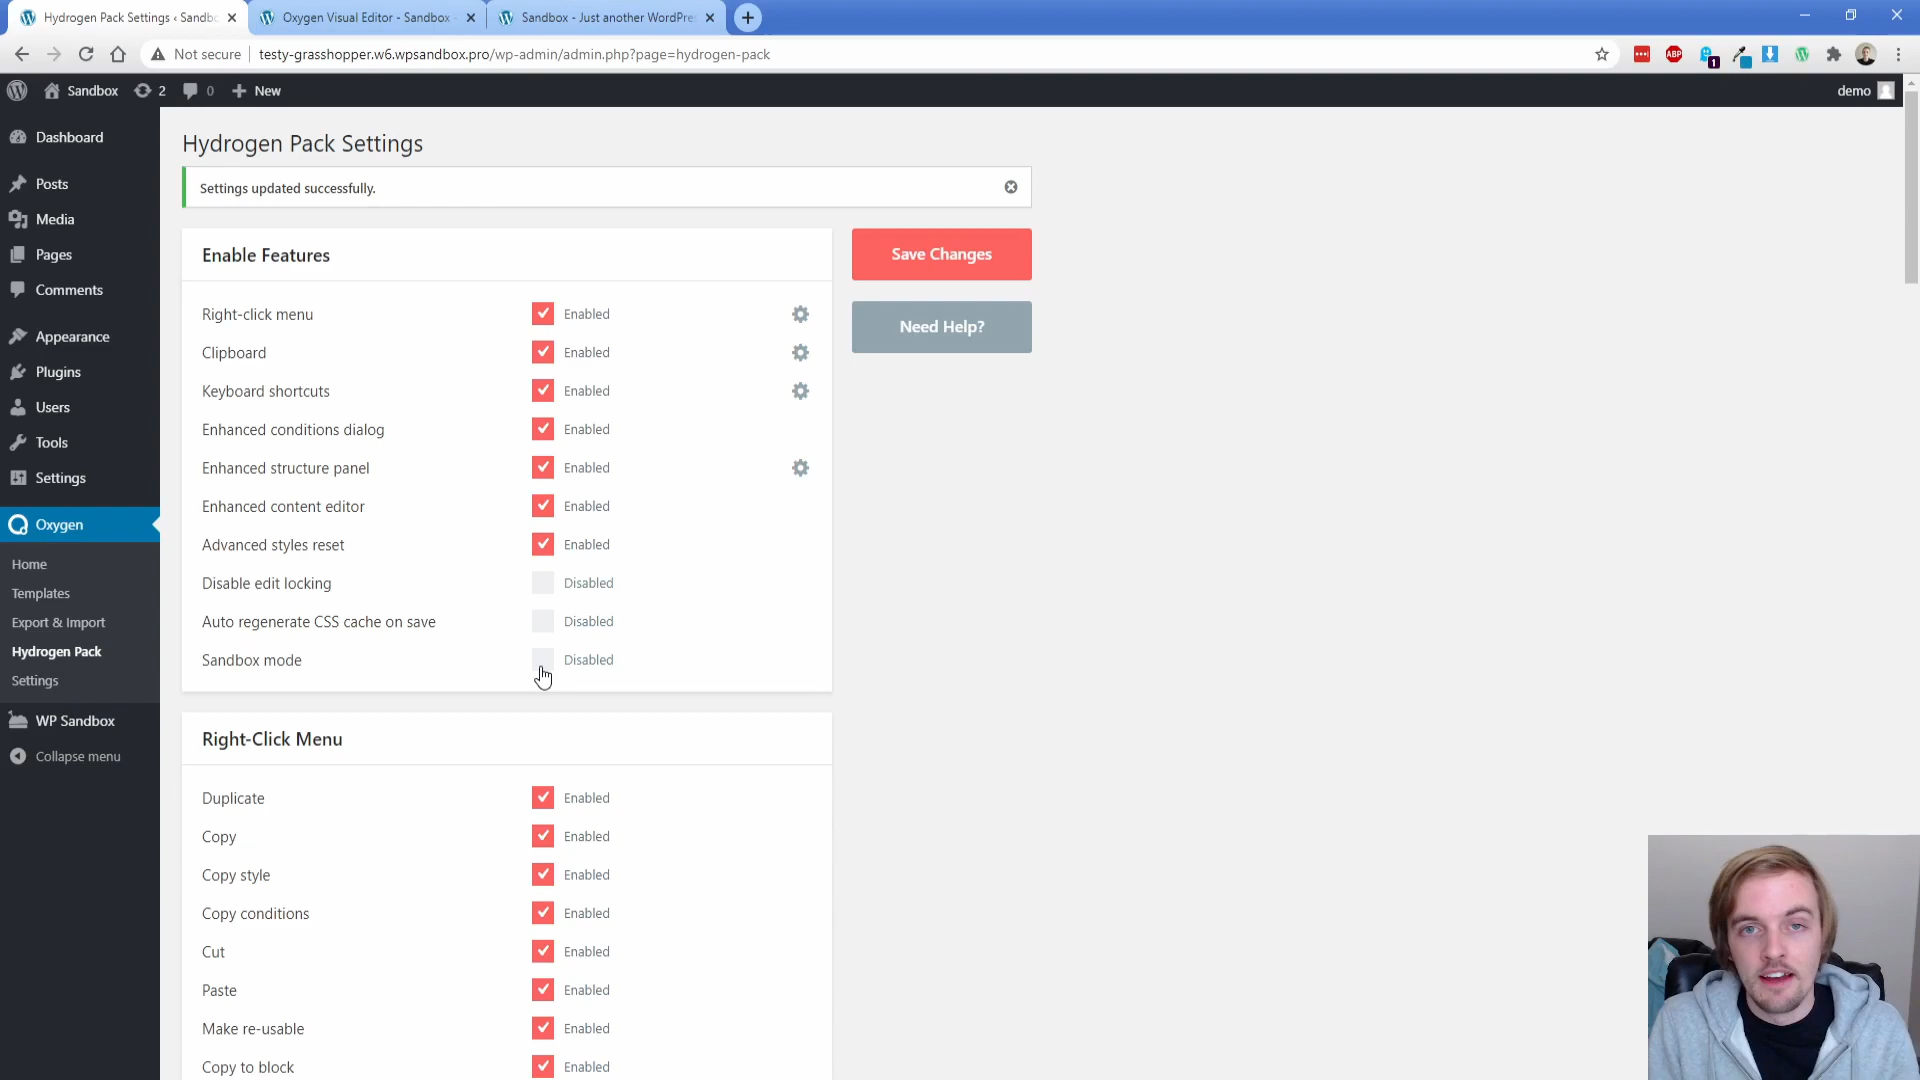 Hydrogen Pack Settings ‹ Sandbo
Oxygen Visual Editor - Sandbox -
Sandbox - Just another WordPre
Not secure
testy-grasshopper.w6.wpsandbox.pro/wp-admin/admin.php?page=hydrogen-pack
ABP
1
Sandbox
2
0
New
demo
Dashboard
Posts
Media
Pages
Comments
Appearance
Plugins
Users
Tools
Settings
Oxygen
Home
Templates
Export & Import
Hydrogen Pack
Settings
WP Sandbox
Collapse menu
Hydrogen Pack Settings
Settings updated successfully.
Enable Features
Right-click menu Enabled
Clipboard Enabled
Keyboard shortcuts Enabled
Enhanced conditions dialog Enabled
Enhanced structure panel Enabled
Enhanced content editor Enabled
Advanced styles reset Enabled
Disable edit locking Disabled
Auto regenerate CSS cache on save Disabled
Sandbox mode Disabled
Save Changes
Need Help?
Right-Click Menu
Duplicate Enabled
Copy Enabled
Copy style Enabled
Copy conditions Enabled
Cut Enabled
Paste Enabled
Make re-usable Enabled
Copy to block Enabled